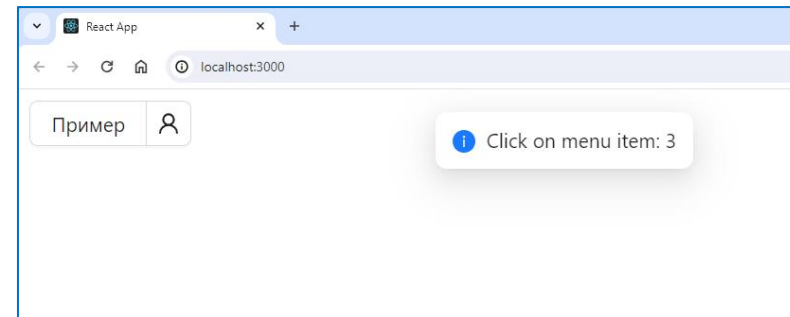 React App
localhost:3000
Пример
Click on menu item: 3